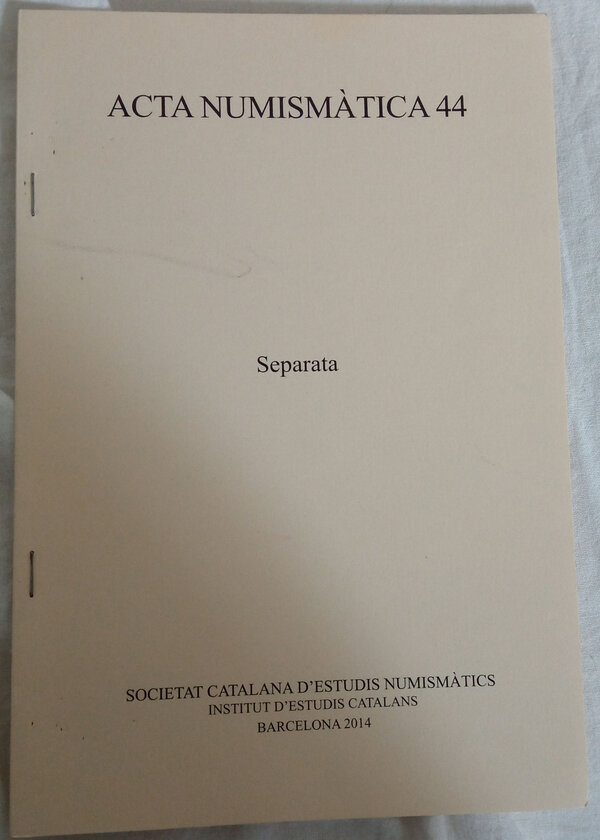 ACTA NUMISMÀTICA 44
Separata
SOCIETAT CATALANA D'ESTUDIS NUMISMÀTICS
INSTITUT D'ESTUDIS CATALANS
BARCELONA 2014